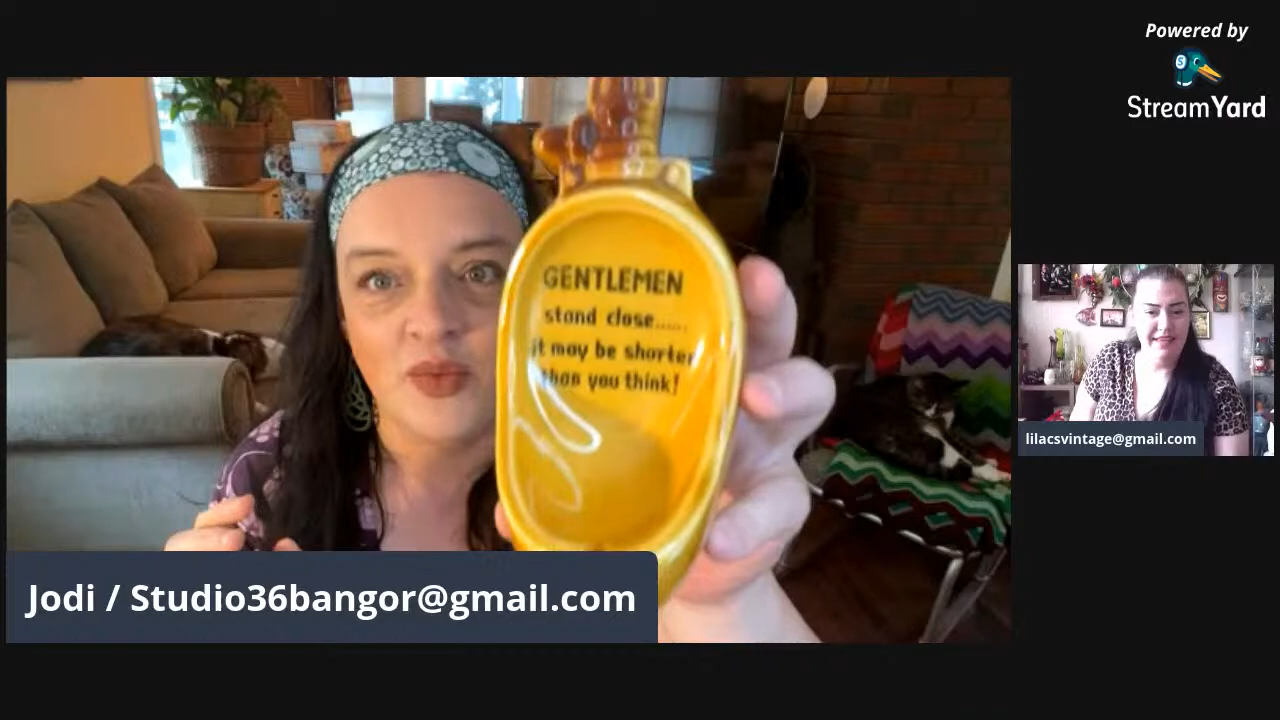 Powered by
StreamYard
GENTLEMEN
stand close......
it may be shorter
than you think!
lilacsvintage@gmail.com
Jodi / Studio36bangor@gmail.com